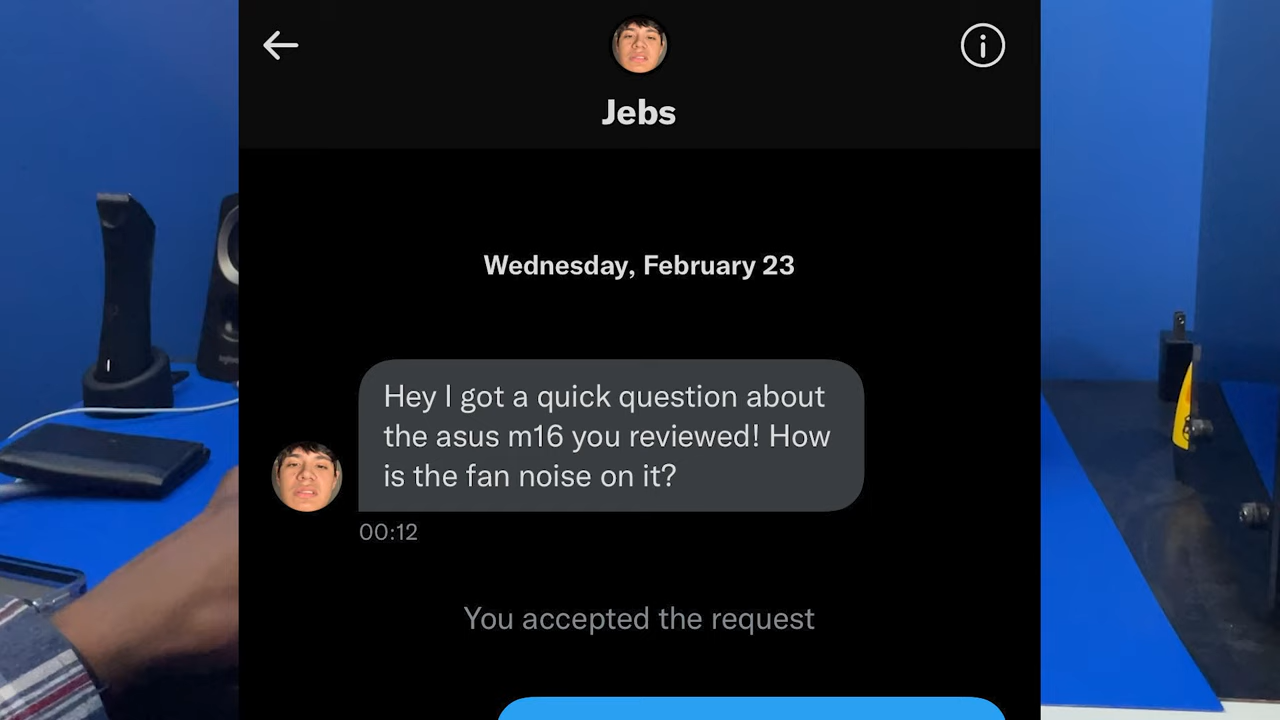 Jebs
Wednesday, February 23
Hey I got a quick question about
the asus m16 you reviewed! How
is the fan noise on it?
00:12
You accepted the request